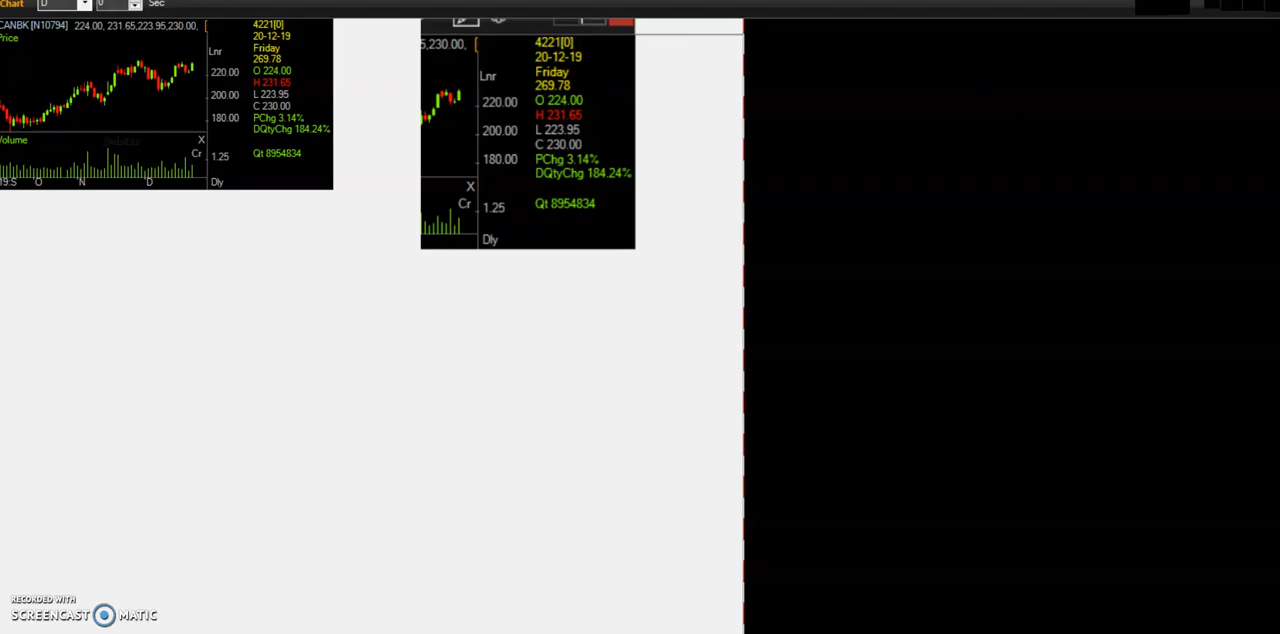 Chart D 0 Sec
CANBK [N10794] 224.00, 231.65,223.95,230.00, [
Price
Lnr
220.00
200.00
180.00
4221[0]
20-12-19
Friday
269.78
O 224.00
H 231.65
L 223.95
C 230.00
PChg 3.14%
DQtyChg 184.24%
Volume
X
Cr
1.25
Qt 8954834
19:S O N D
Dly
5,230.00, [
Lnr
220.00
200.00
180.00
4221[0]
20-12-19
Friday
269.78
O 224.00
H 231.65
L 223.95
C 230.00
PChg 3.14%
DQtyChg 184.24%
X
Cr
1.25
Qt 8954834
Dly
RECORDED WITH
SCREENCAST MATIC